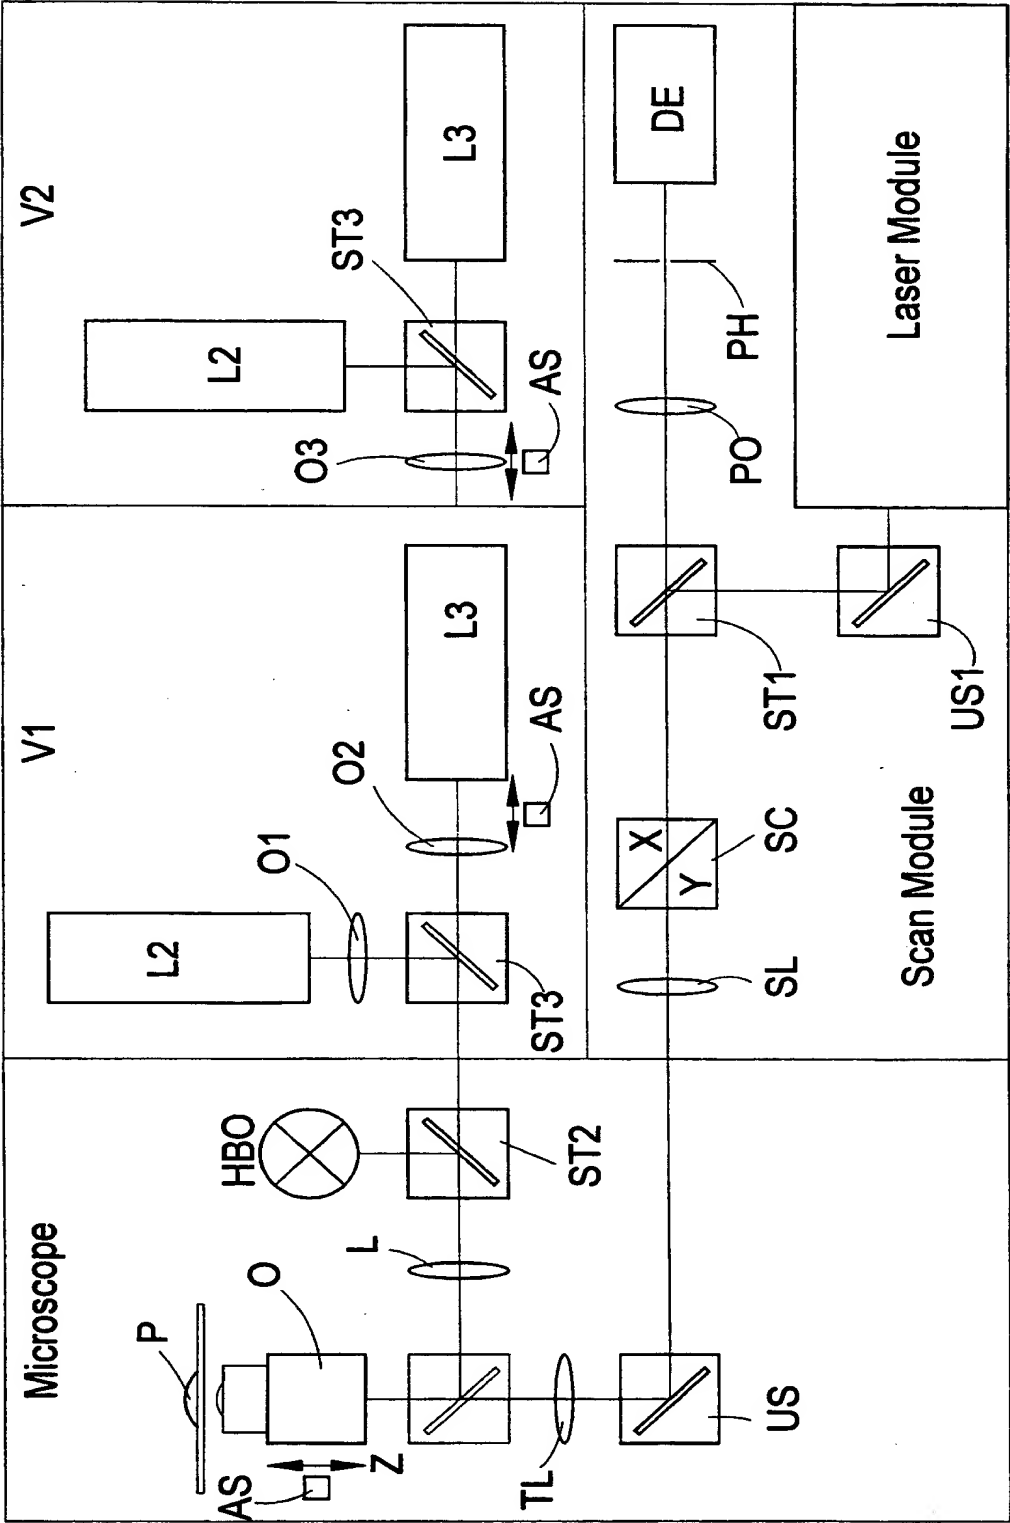 Microscope
P
O
AS
Z
L
HBO
ST2
TL
US
V1
L2
O1
ST3
O2
L3
AS
V2
L2
O3
ST3
L3
AS
Scan Module
SL
SC
X
Y
ST1
US1
PO
PH
DE
Laser Module